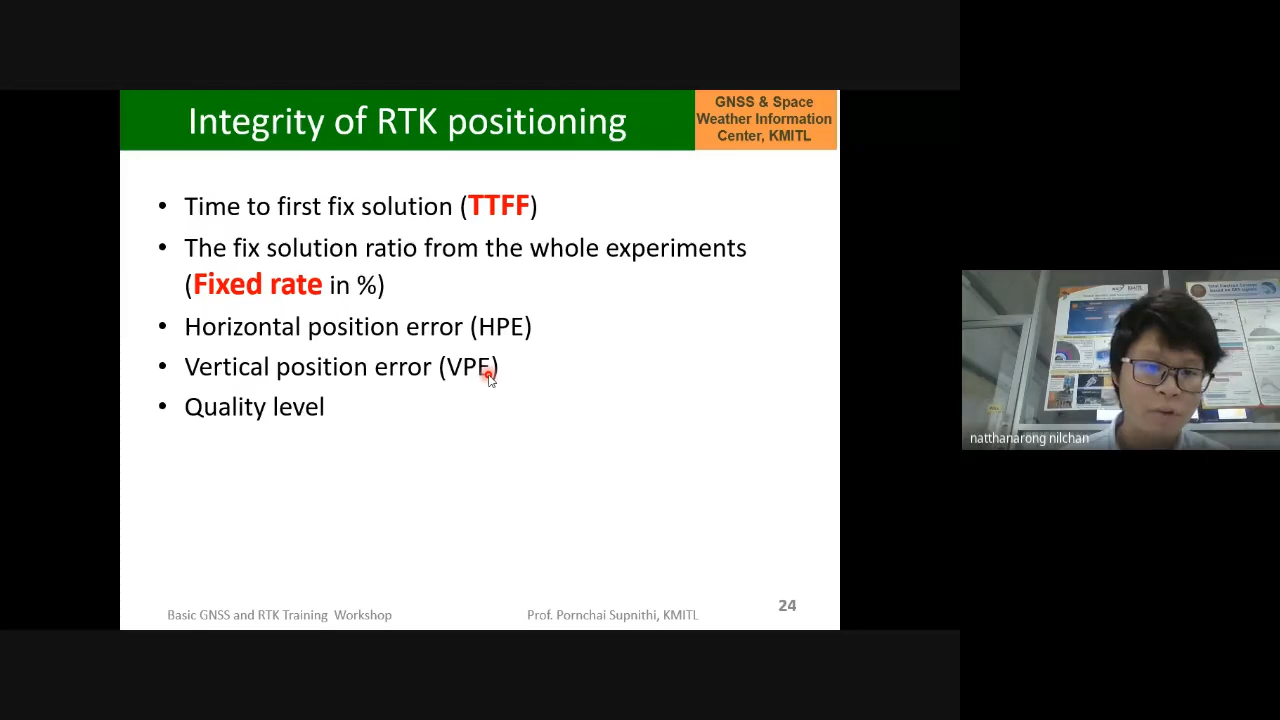 Integrity of RTK positioning
GNSS & Space
Weather Information
Center, KMITL
• Time to first fix solution (TTFF)
• The fix solution ratio from the whole experiments
(Fixed rate in %)
• Horizontal position error (HPE)
• Vertical position error (VPE)
• Quality level
natthanarong nilchan
Basic GNSS and RTK Training Workshop
Prof. Pornchai Supnithi, KMITL
24